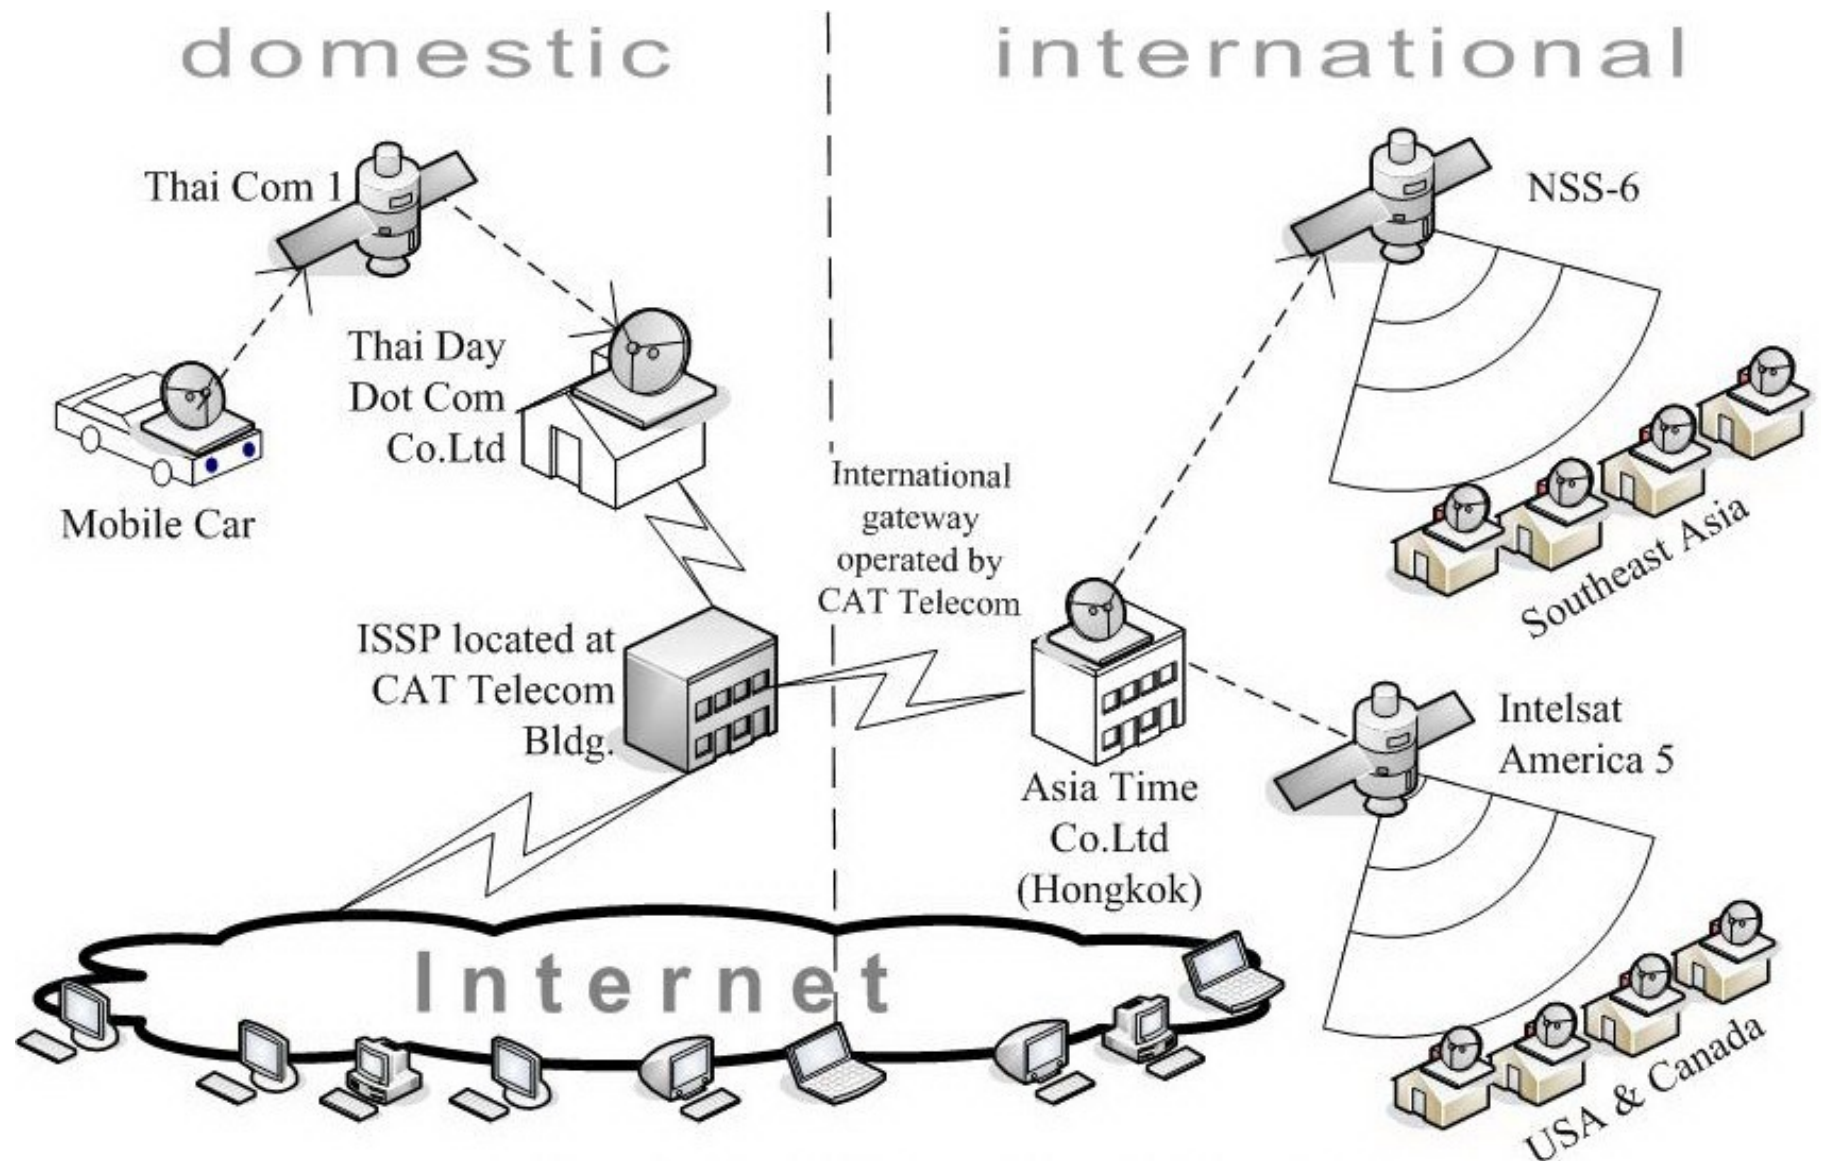 domestic
international
Thai Com 1
NSS-6
Thai Day
Dot Com
Co.Ltd
Mobile Car
International
gateway
operated by
CAT Telecom
Southeast Asia
ISSP located at
CAT Telecom
Bldg.
Intelsat
America 5
Asia Time
Co.Ltd
(Hongkok)
Internet
USA & Canada